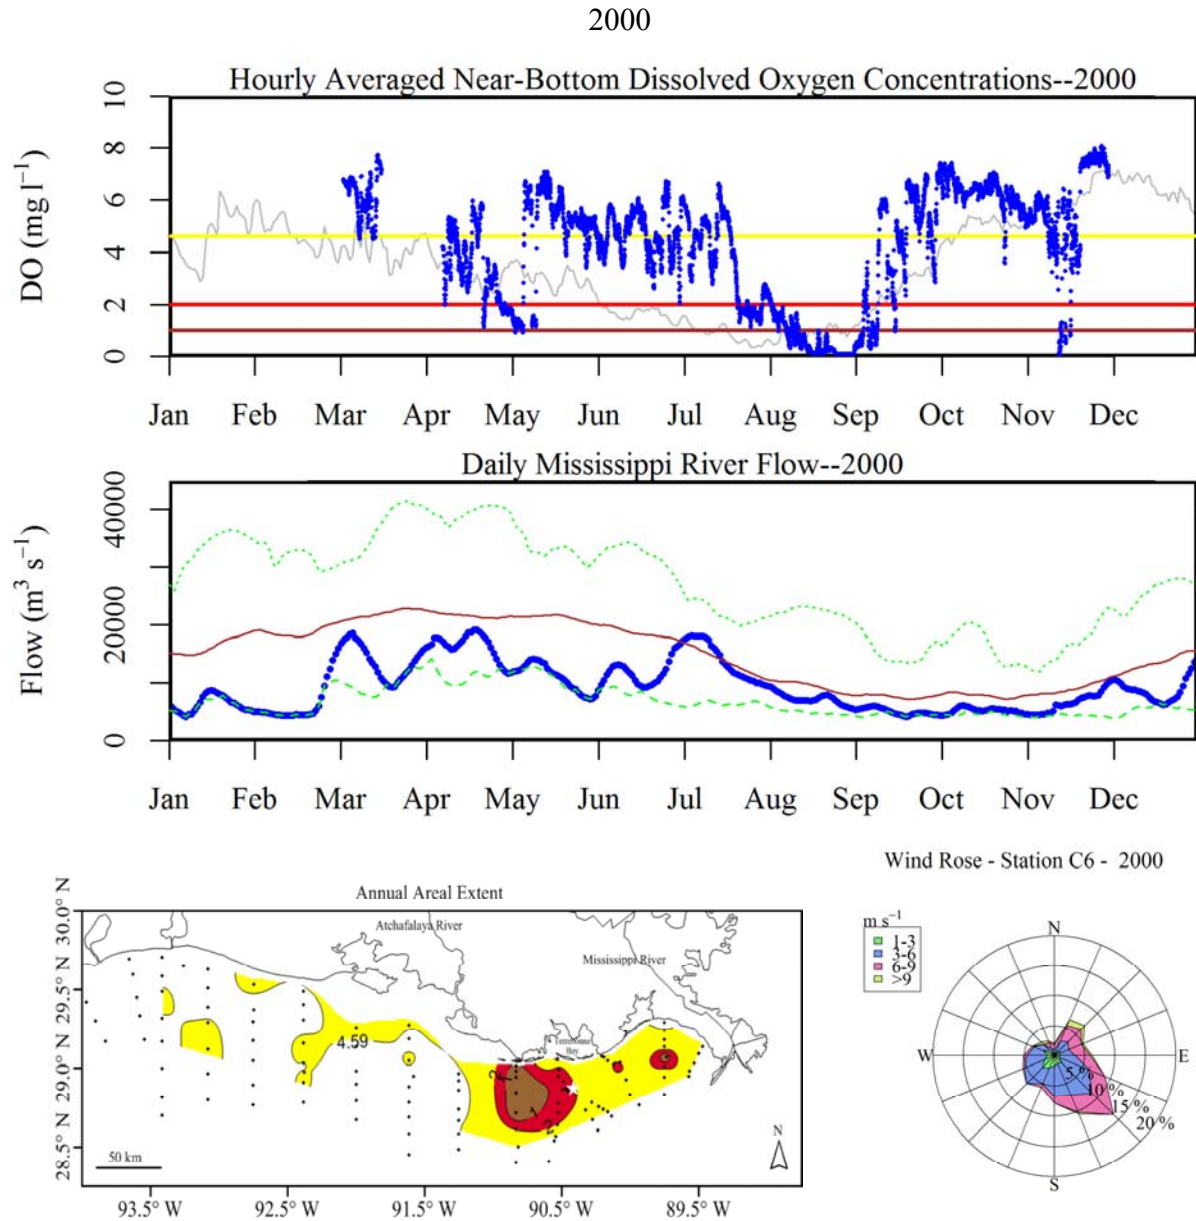 2000
Hourly Averaged Near-Bottom Dissolved Oxygen Concentrations--2000
DO (mg l⁻¹)
10
8
6
4
2
0
Jan Feb Mar Apr May Jun Jul Aug Sep Oct Nov Dec
Daily Mississippi River Flow--2000
Flow (m³ s⁻¹)
40000
20000
0
Jan Feb Mar Apr May Jun Jul Aug Sep Oct Nov Dec
Annual Areal Extent
30.0° N
29.5° N
29.0° N
28.5° N
Atchafalaya River
Mississippi River
Terrebonne
Bay
4.59
2
1
2
50 km
N
93.5° W 92.5° W 91.5° W 90.5° W 89.5° W
Wind Rose - Station C6 - 2000
m s⁻¹
1-3
3-6
6-9
>9
N
W
E
S
5 %
10 %
15 %
20 %